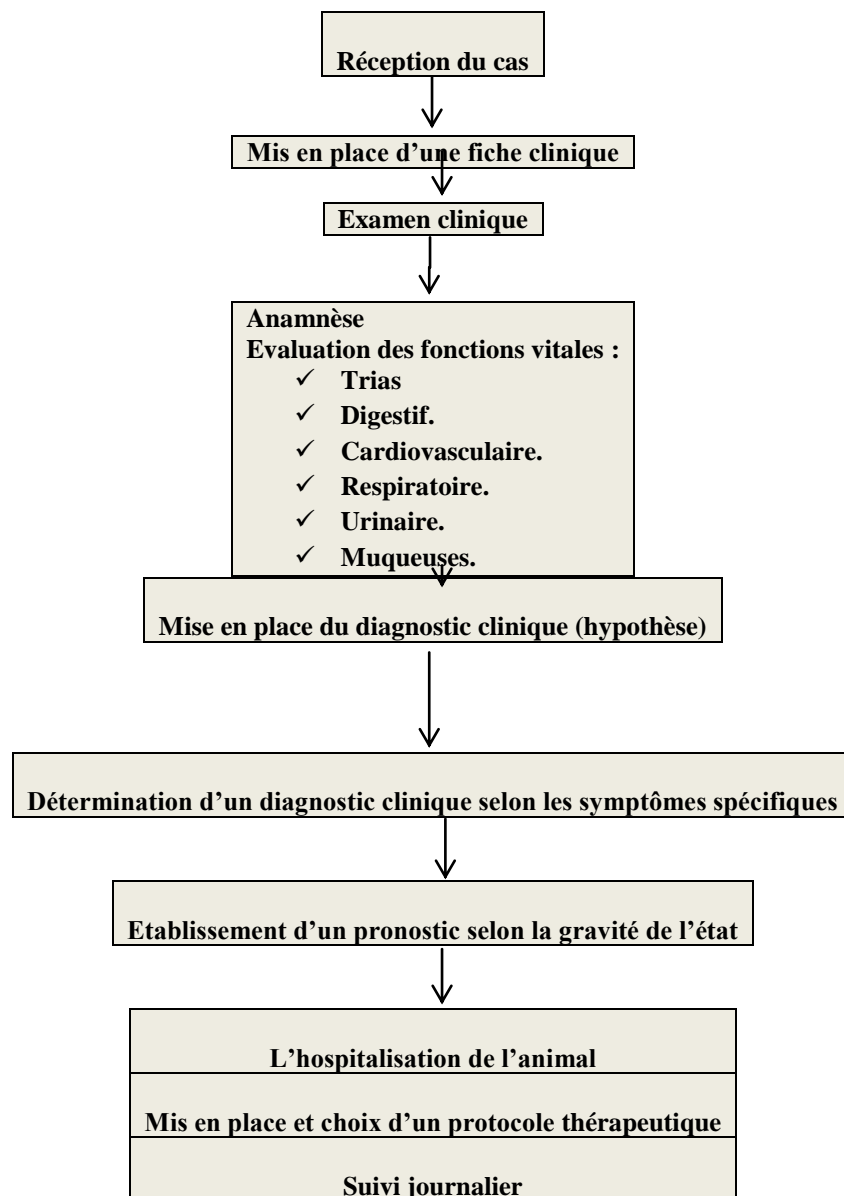 Réception du cas
Mis en place d’une fiche clinique
Examen clinique
Anamnèse
Evaluation des fonctions vitales :
✓ Trias
✓ Digestif.
✓ Cardiovasculaire.
✓ Respiratoire.
✓ Urinaire.
✓ Muqueuses.
Mise en place du diagnostic clinique (hypothèse)
Détermination d’un diagnostic clinique selon les symptômes spécifiques
Etablissement d’un pronostic selon la gravité de l’état
L’hospitalisation de l’animal
Mis en place et choix d’un protocole thérapeutique
Suivi journalier